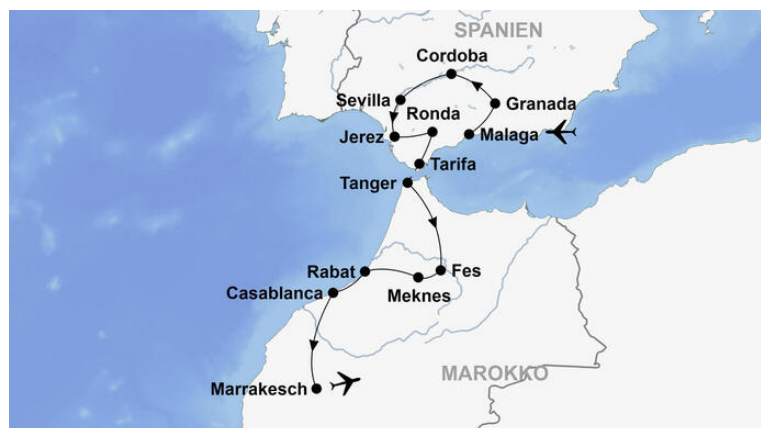 SPANIEN
Cordoba
Sevilla
Granada
Ronda
Jerez
Malaga
Tarifa
Tanger
Rabat
Fes
Casablanca
Meknes
MAROKKO
Marrakesch